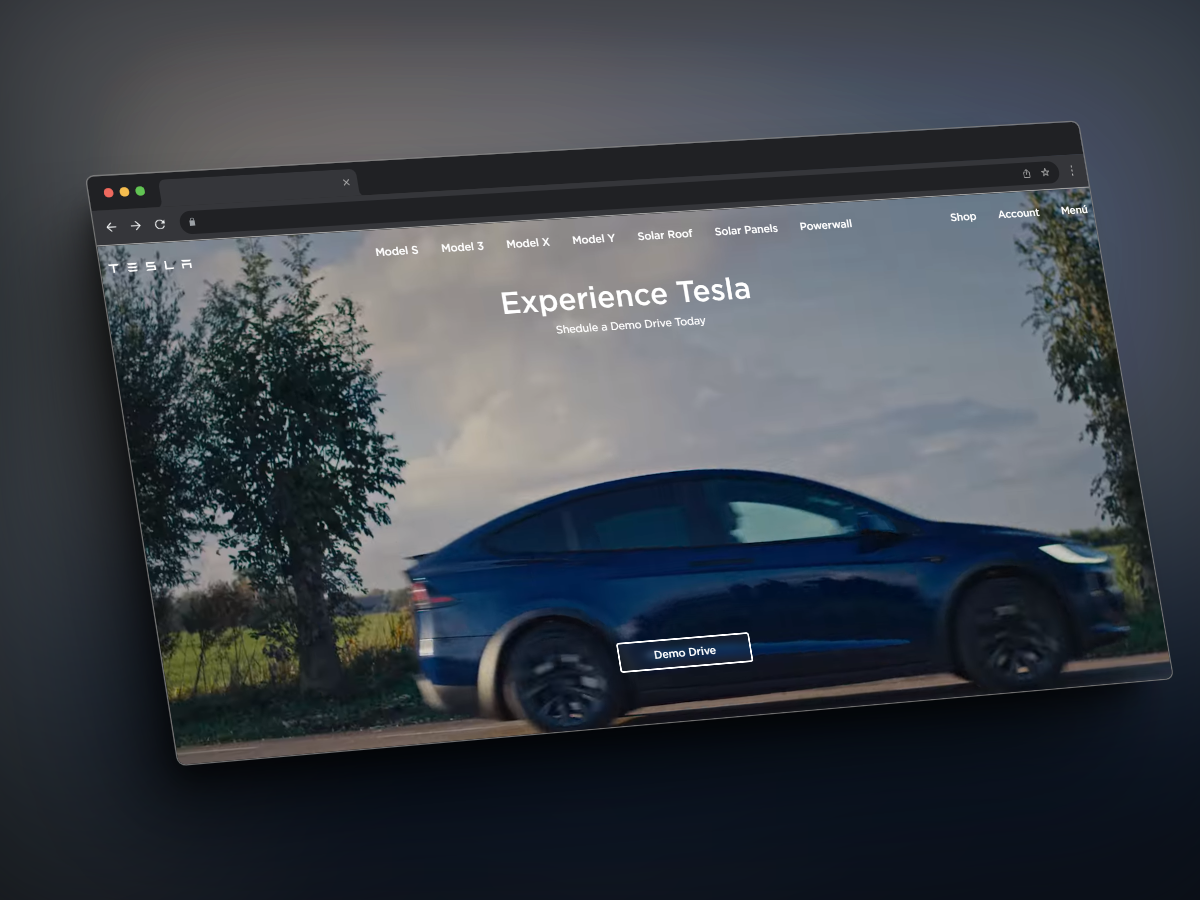 TESLA
Model S Model 3 Model X Model Y Solar Roof Solar Panels Powerwall
Shop Account Menú
Experience Tesla
Shedule a Demo Drive Today
Demo Drive